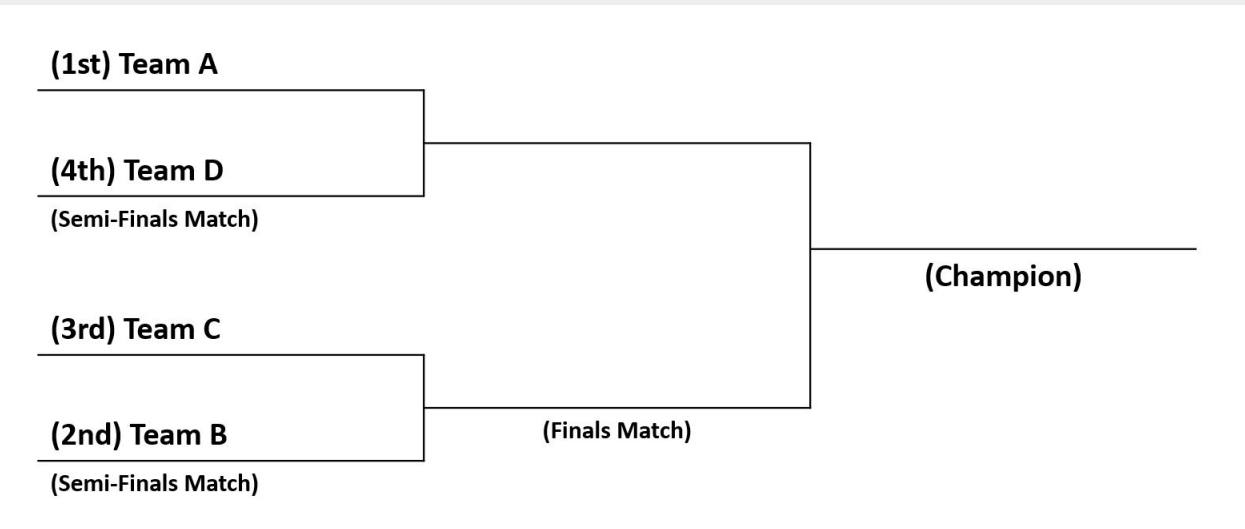 (1st) Team A
(4th) Team D
(Semi-Finals Match)
(Champion)
(3rd) Team C
(2nd) Team B
(Finals Match)
(Semi-Finals Match)